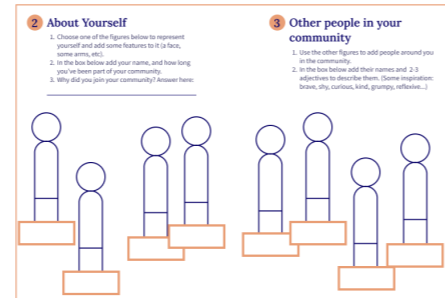 2 About Yourself
1. Choose one of the figures below to represent
yourself and add some features to it (a face,
some arms, etc).
2. In the box below add your name, and how long
you've been part of your community.
3. Why did you join your community? Answer here:
3 Other people in your
community
1. Use the other figures to add people around you
in the community.
2. In the box below add their names and 2-3
adjectives to describe them. (Some inspiration:
brave, shy, curious, kind, grumpy, reflexive...)